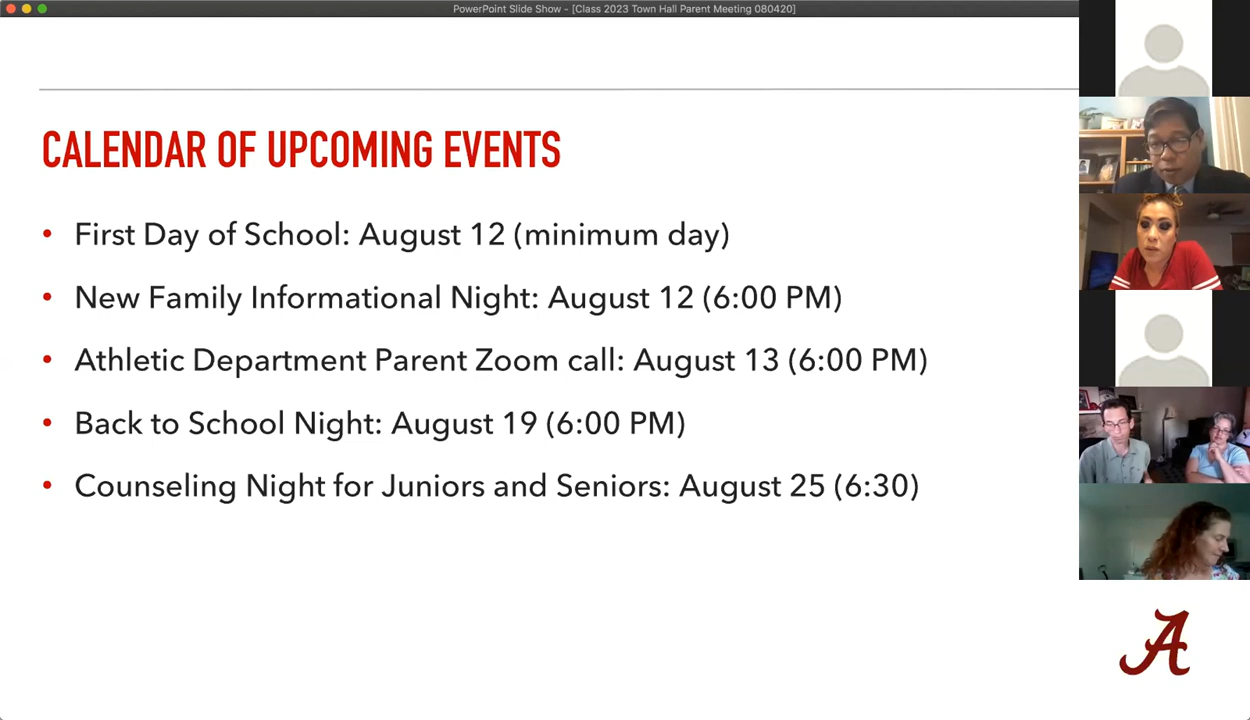 PowerPoint Slide Show - [Class 2023 Town Hall Parent Meeting 080420]
CALENDAR OF UPCOMING EVENTS
• First Day of School: August 12 (minimum day)
• New Family Informational Night: August 12 (6:00 PM)
• Athletic Department Parent Zoom call: August 13 (6:00 PM)
• Back to School Night: August 19 (6:00 PM)
• Counseling Night for Juniors and Seniors: August 25 (6:30)
A